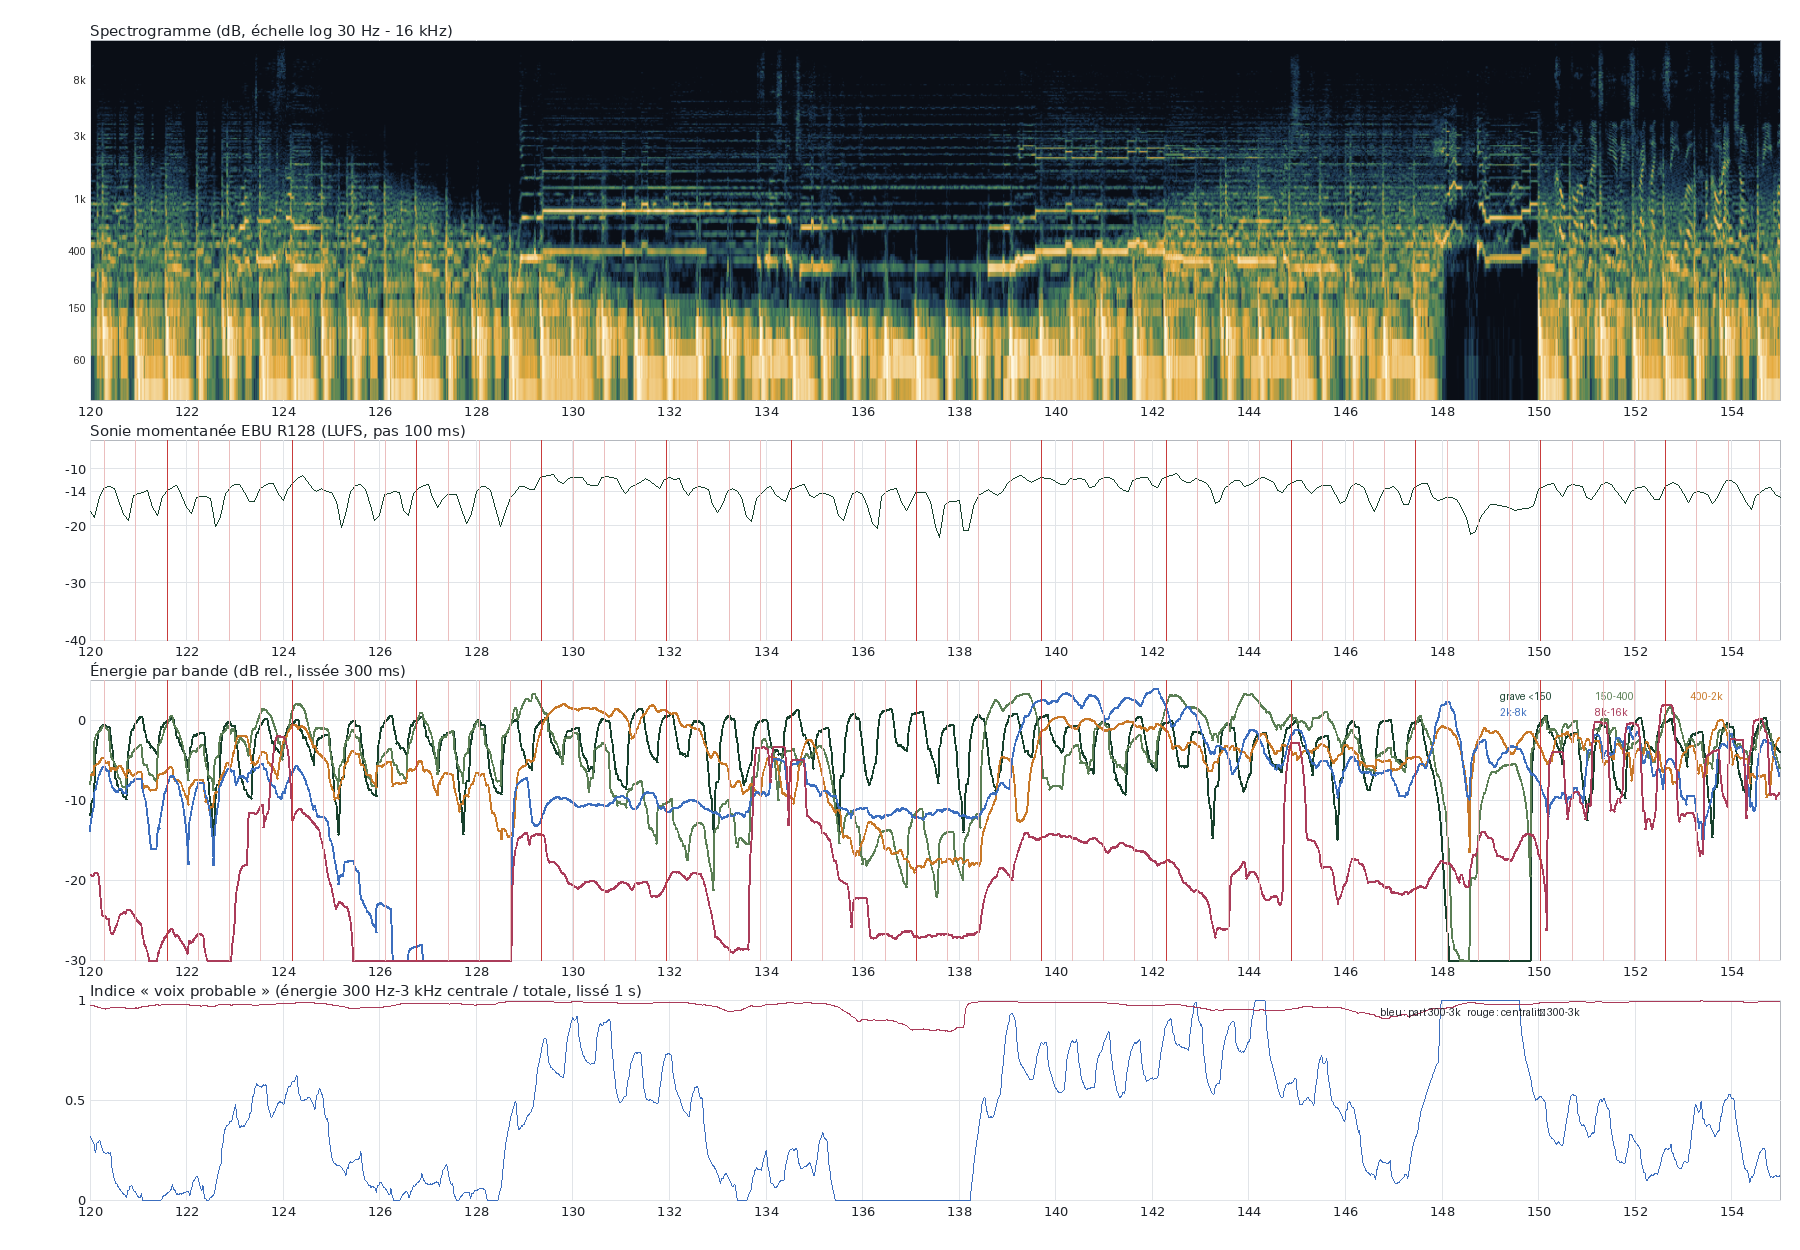 Spectrogramme (dB, échelle log 30 Hz - 16 kHz)
8k
3k
1k
400
150
60
120 122 124 126 128 130 132 134 136 138 140 142 144 146 148 150 152 154
Sonie momentanée EBU R128 (LUFS, pas 100 ms)
-10
-14
-20
-30
-40
120 122 124 126 128 130 132 134 136 138 140 142 144 146 148 150 152 154
Énergie par bande (dB rel., lissée 300 ms)
grave <150 150-400 400-2k
2k-8k 8k-16k
0
-10
-20
-30
120 122 124 126 128 130 132 134 136 138 140 142 144 146 148 150 152 154
Indice « voix probable » (énergie 300 Hz-3 kHz centrale / totale, lissé 1 s)
1
bleu: part300-3k rouge: centralit▯300-3k
0.5
0
120 122 124 126 128 130 132 134 136 138 140 142 144 146 148 150 152 154